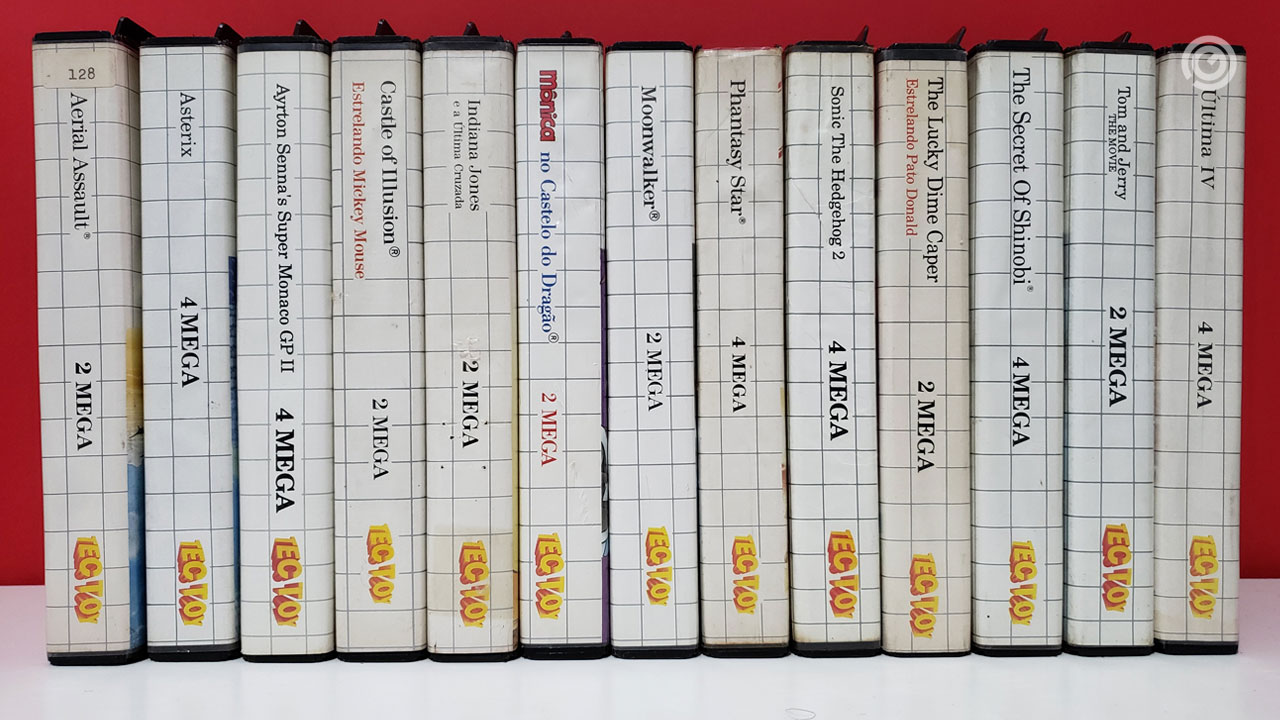 128
Aerial Assault®
2 MEGA
TEC TOY
Asterix
4 MEGA
TEC TOY
Ayrton Senna's Super Monaco GP II
4 MEGA
TEC TOY
Castle of Illusion®
Estrelando Mickey Mouse
2 MEGA
TEC TOY
Indiana Jones
e a Última Cruzada
2 MEGA
TEC TOY
mônica no Castelo do Dragão®
2 MEGA
TEC TOY
Moonwalker®
2 MEGA
TEC TOY
Phantasy Star®
4 MEGA
TEC TOY
Sonic The Hedgehog 2
4 MEGA
TEC TOY
The Lucky Dime Caper
Estrelando Pato Donald
2 MEGA
TEC TOY
The Secret Of Shinobi®
4 MEGA
TEC TOY
Tom and Jerry
THE MOVIE
2 MEGA
TEC TOY
Última IV
4 MEGA
TEC TOY